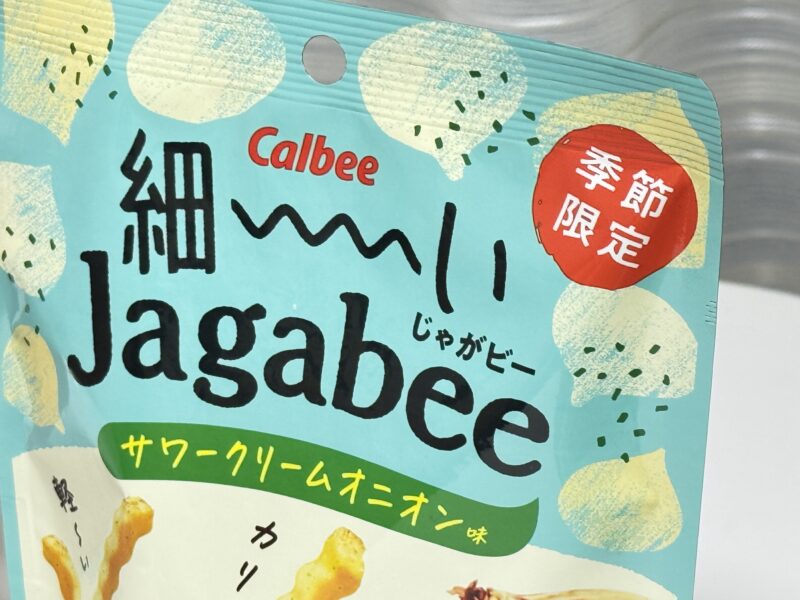 Calbee
季節
限定
細〜〜い
Jagabee
じゃがビー
サワークリームオニオン味
軽〜い
カリ